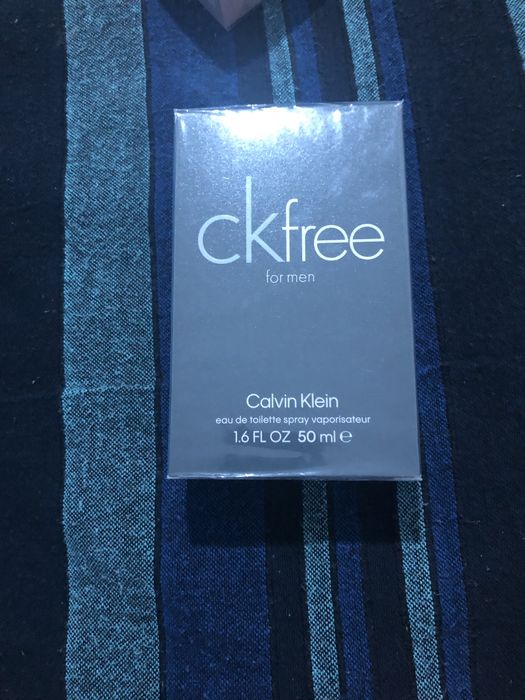 ckfree
for men
Calvin Klein
eau de toilette spray vaporisateur
1.6 FL OZ 50 ml ℮